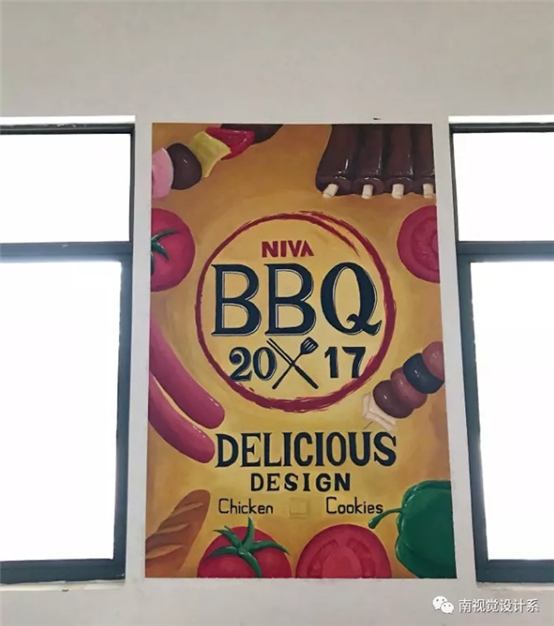 NIVA
BBQ
20 17
DELICIOUS
DESIGN
Chicken Cookies
南视觉设计系